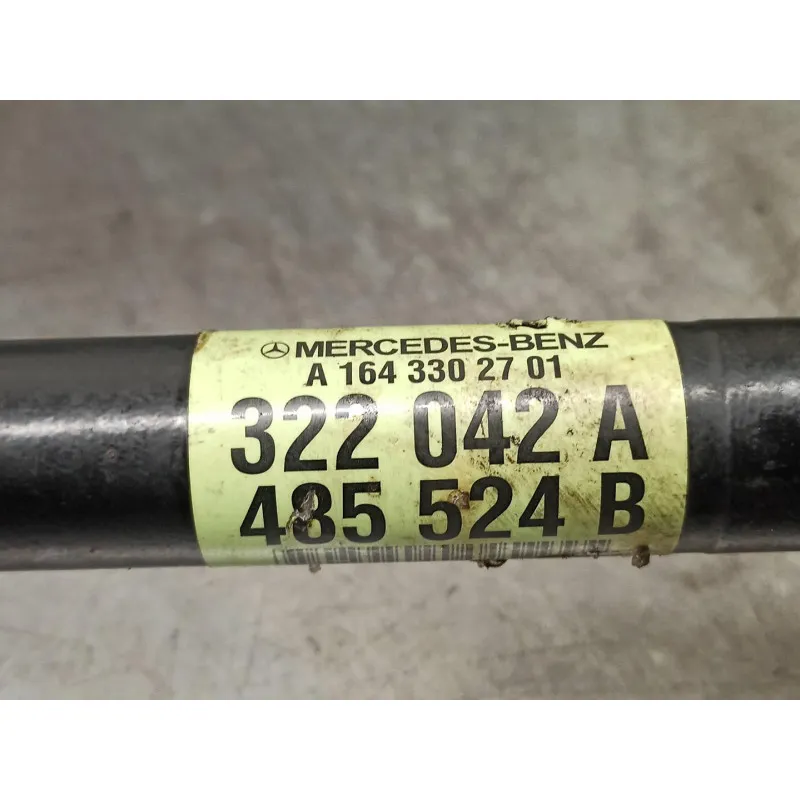 MERCEDES-BENZ
A 164 330 27 01
322 042 A
485 524 B